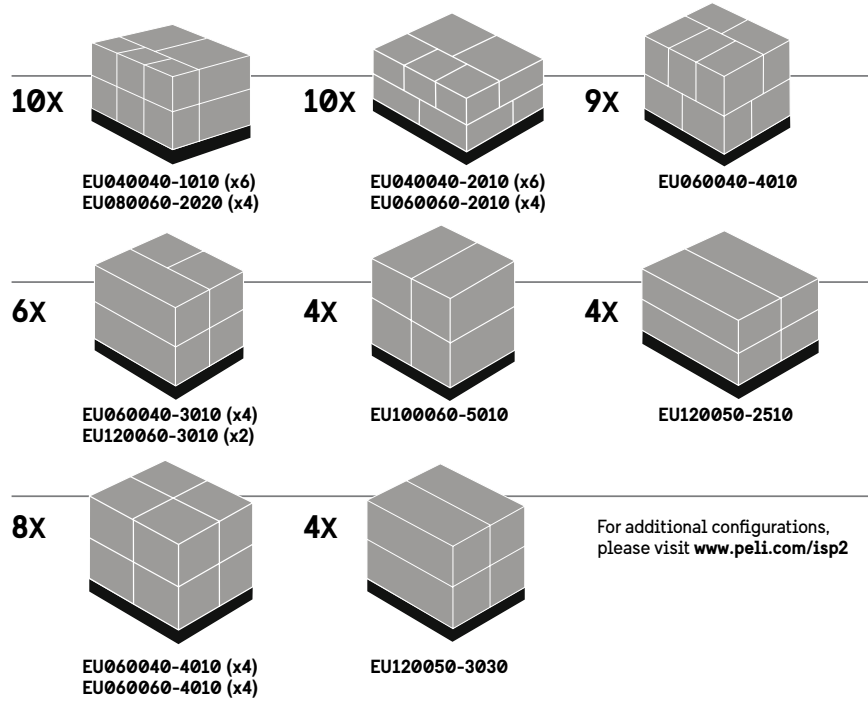 10X
EU040040-1010 (x6)
EU080060-2020 (x4)
10X
EU040040-2010 (x6)
EU060060-2010 (x4)
9X
EU060040-4010
6X
EU060040-3010 (x4)
EU120060-3010 (x2)
4X
EU100060-5010
4X
EU120050-2510
8X
EU060040-4010 (x4)
EU060060-4010 (x4)
4X
EU120050-3030
For additional configurations,
please visit www.peli.com/isp2